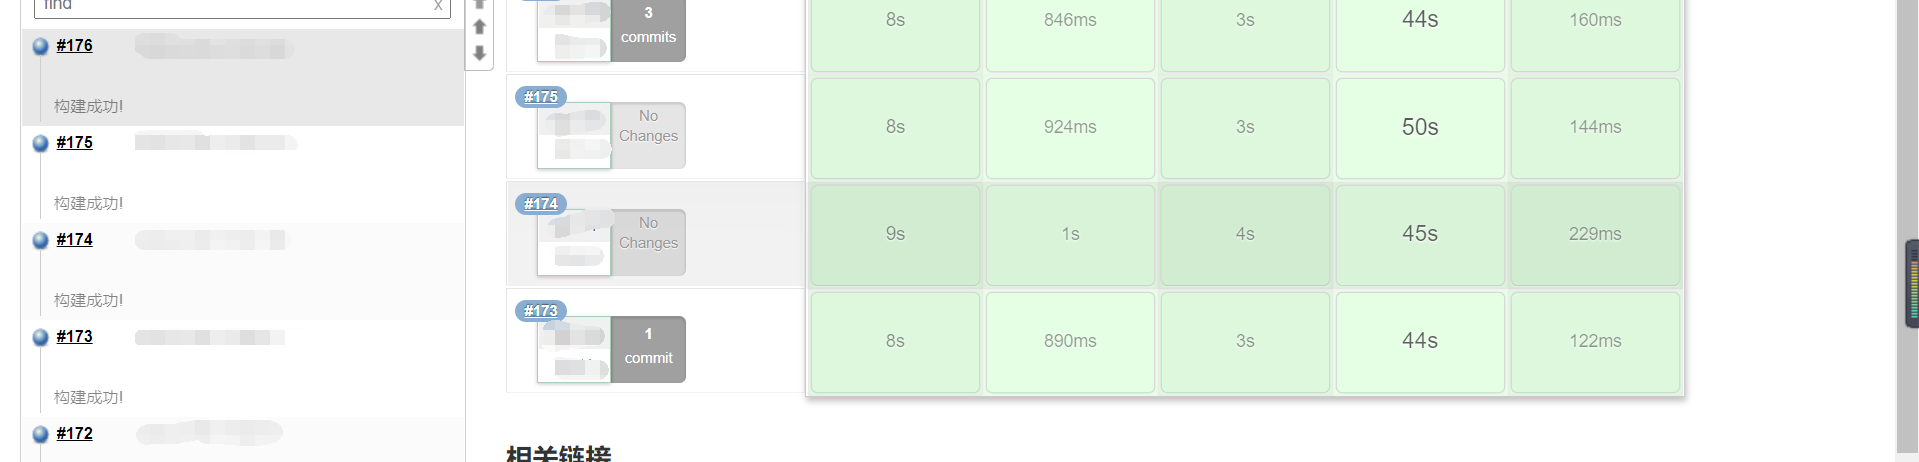 find x
#176
构建成功!
#175
构建成功!
#174
构建成功!
#173
构建成功!
#172
3
commits
8s 846ms 3s 44s 160ms
#175
No
Changes
8s 924ms 3s 50s 144ms
#174
No
Changes
9s 1s 4s 45s 229ms
#173
1
commit
8s 890ms 3s 44s 122ms
相关链接